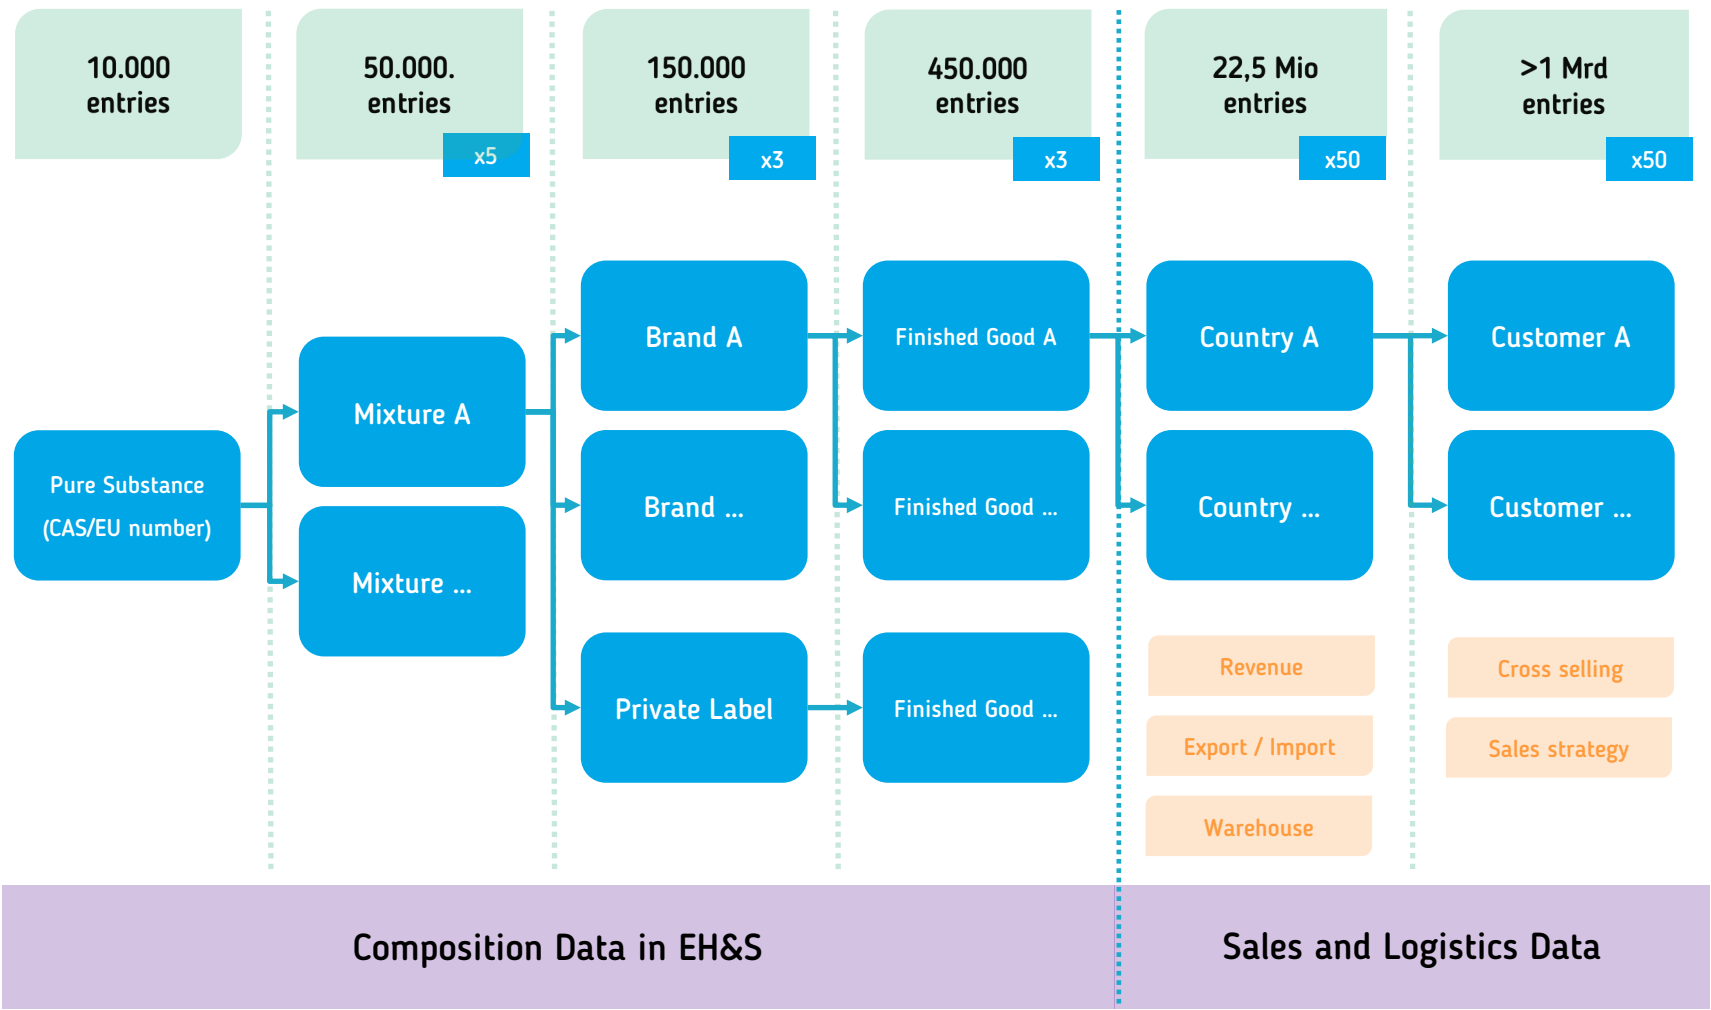 10.000
entries
50.000.
entries
x5
150.000
entries
x3
450.000
entries
x3
22,5 Mio
entries
x50
>1 Mrd
entries
x50
Pure Substance
(CAS/EU number)
Mixture A
Mixture ...
Brand A
Brand ...
Private Label
Finished Good A
Finished Good ...
Finished Good ...
Country A
Country ...
Revenue
Export / Import
Warehouse
Customer A
Customer ...
Cross selling
Sales strategy
Composition Data in EH&S
Sales and Logistics Data